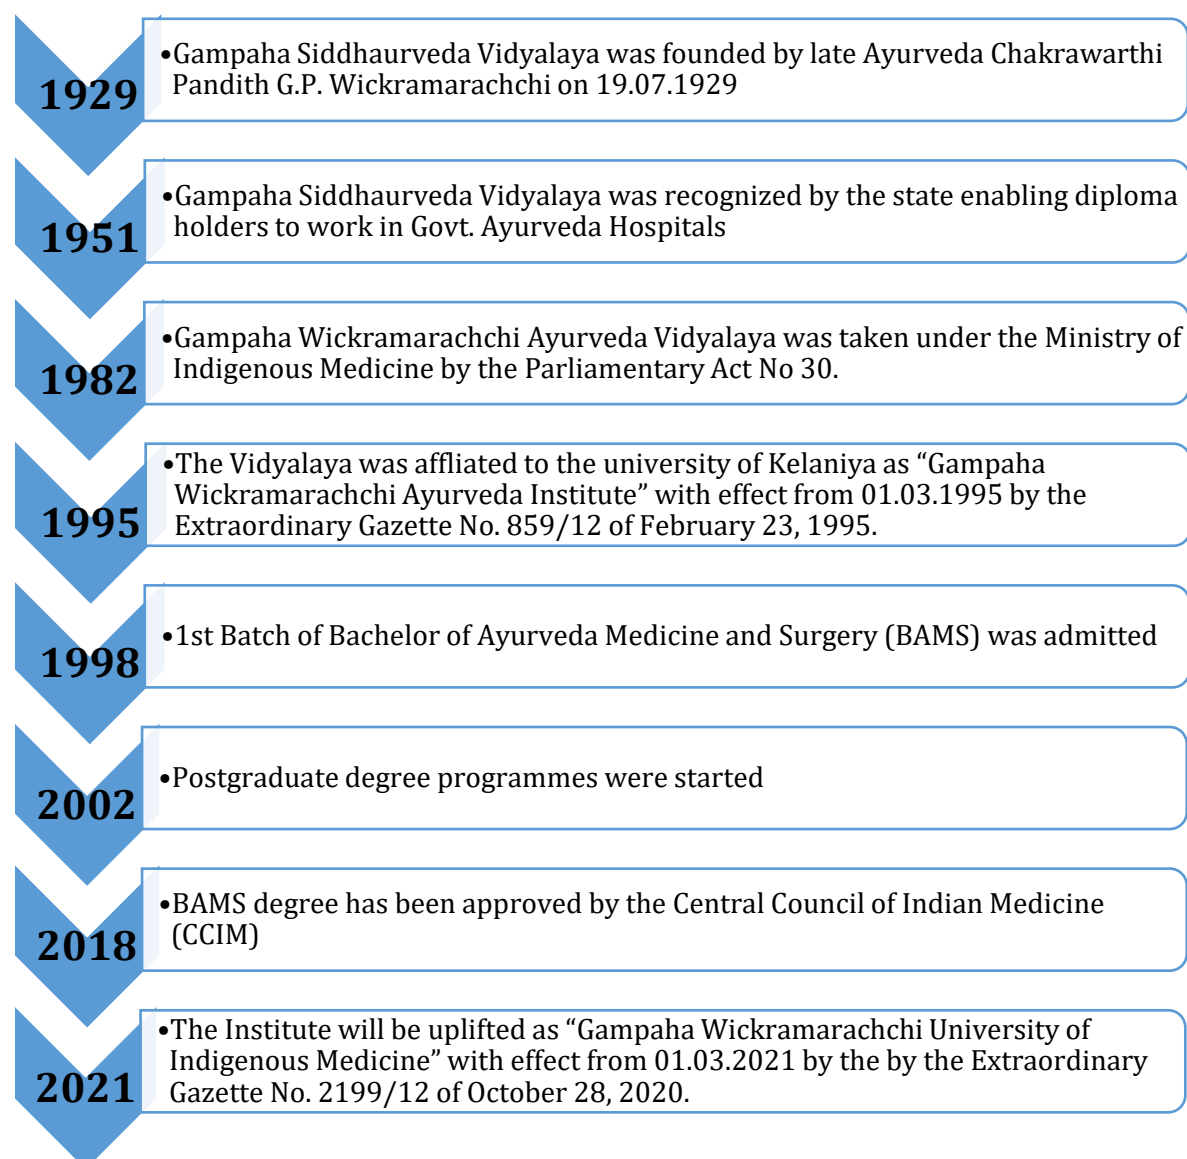 1929
•Gampaha Siddhaurveda Vidyalaya was founded by late Ayurveda Chakrawarthi
Pandith G.P. Wickramarachchi on 19.07.1929
1951
•Gampaha Siddhaurveda Vidyalaya was recognized by the state enabling diploma
holders to work in Govt. Ayurveda Hospitals
1982
•Gampaha Wickramarachchi Ayurveda Vidyalaya was taken under the Ministry of
Indigenous Medicine by the Parliamentary Act No 30.
1995
•The Vidyalaya was affliated to the university of Kelaniya as “Gampaha
Wickramarachchi Ayurveda Institute” with effect from 01.03.1995 by the
Extraordinary Gazette No. 859/12 of February 23, 1995.
1998
•1st Batch of Bachelor of Ayurveda Medicine and Surgery (BAMS) was admitted
2002
•Postgraduate degree programmes were started
2018
•BAMS degree has been approved by the Central Council of Indian Medicine
(CCIM)
2021
•The Institute will be uplifted as “Gampaha Wickramarachchi University of
Indigenous Medicine” with effect from 01.03.2021 by the by the Extraordinary
Gazette No. 2199/12 of October 28, 2020.